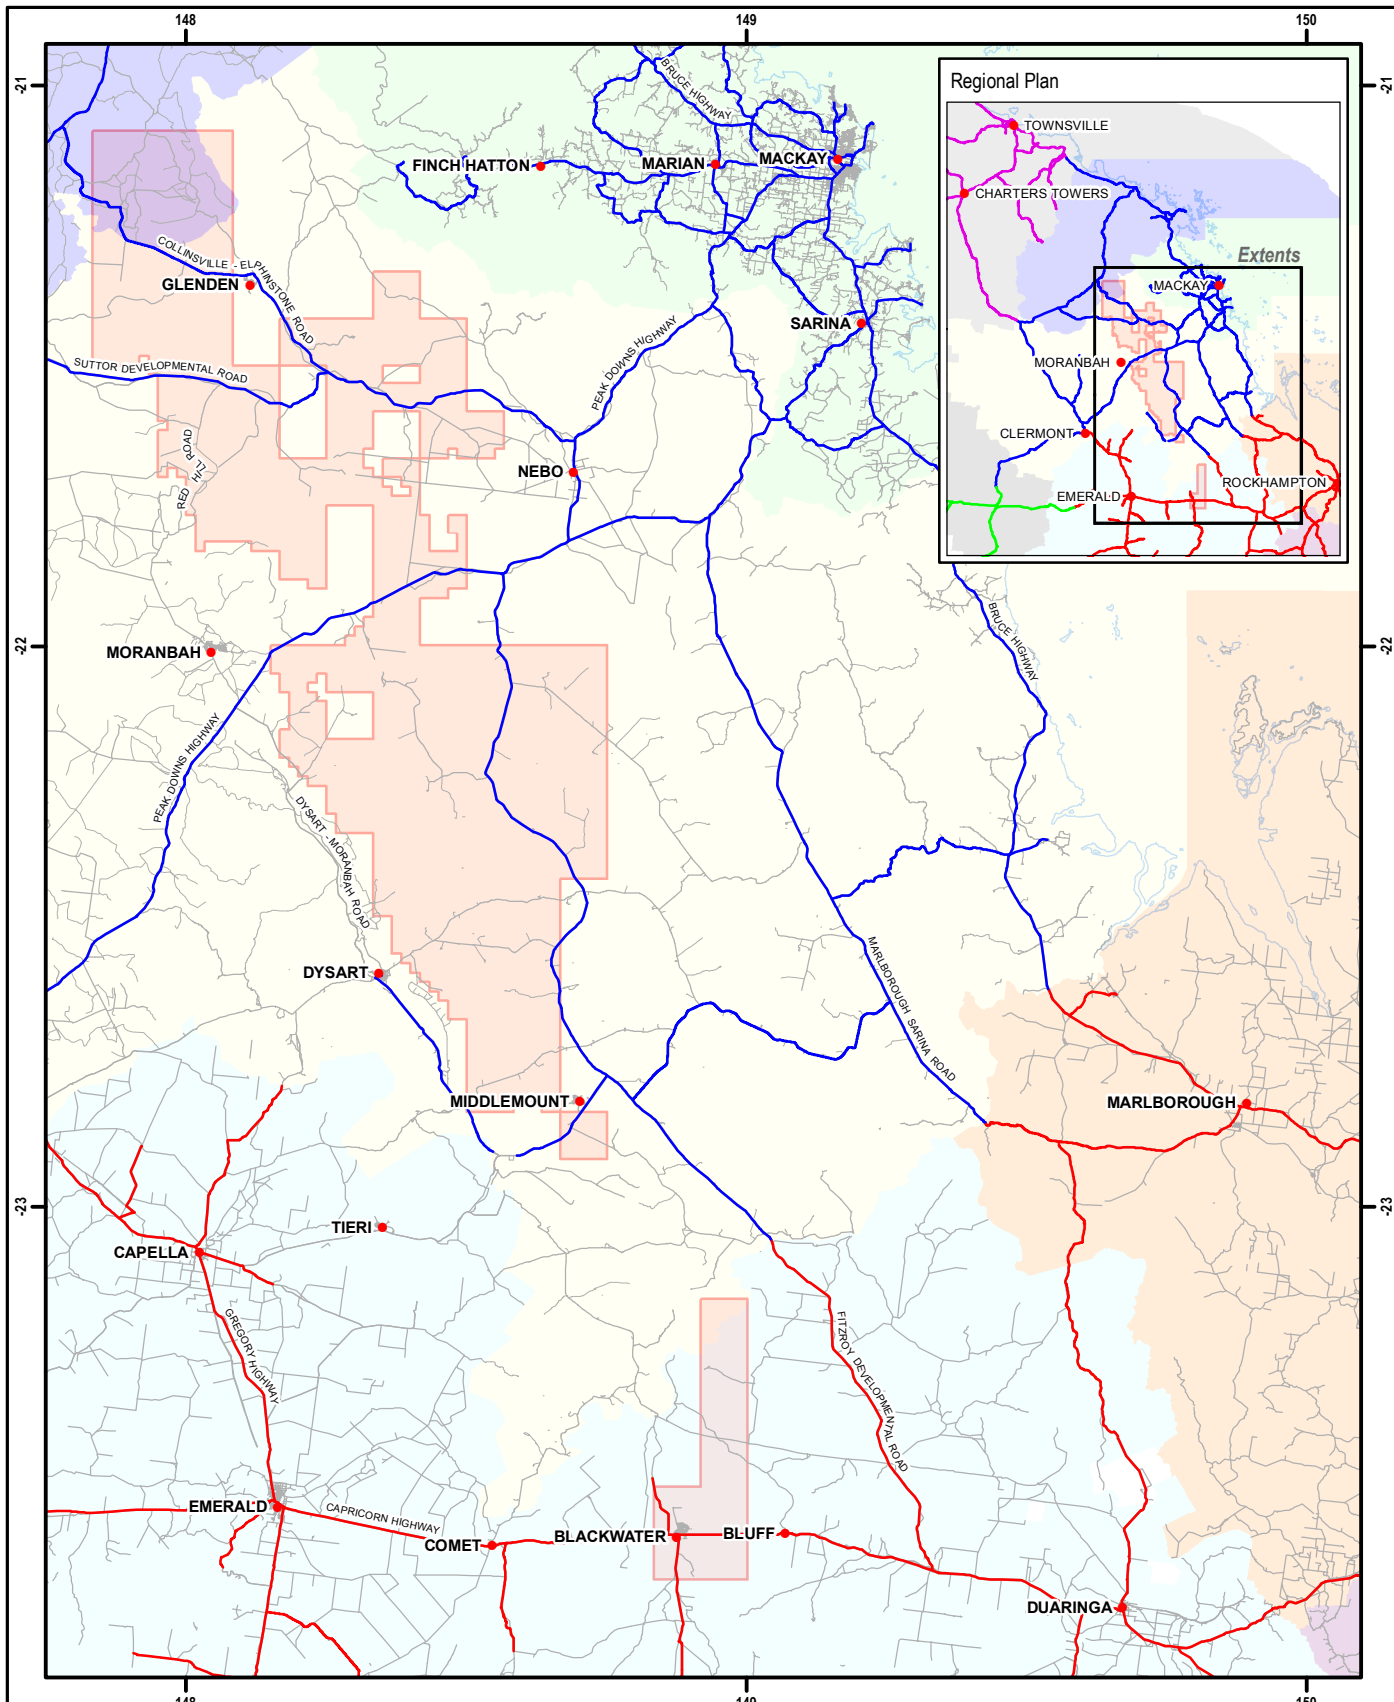 148
149
150
-21
-21
Regional Plan
TOWNSVILLE
CHARTERS TOWERS
Extents
MACKAY
MORANBAH
CLERMONT
EMERALD
ROCKHAMPTON
BRUCE HIGHWAY
FINCH HATTON
MARIAN
MACKAY
COLLINSVILLE - ELPHINSTONE ROAD
GLENDEN
SARINA
SUTTOR DEVELOPMENTAL ROAD
PEAK DOWNS HIGHWAY
RED HILL ROAD
NEBO
BRUCE HIGHWAY
-22
-22
MORANBAH
PEAK DOWNS HIGHWAY
DYSART - MORANBAH ROAD
DYSART
MARLBOROUGH SARINA ROAD
MIDDLEMOUNT
MARLBOROUGH
-23
-23
TIERI
CAPELLA
GREGORY HIGHWAY
FITZROY DEVELOPMENTAL ROAD
EMERALD
CAPRICORN HIGHWAY
COMET
BLACKWATER
BLUFF
DUARINGA
148
149
150